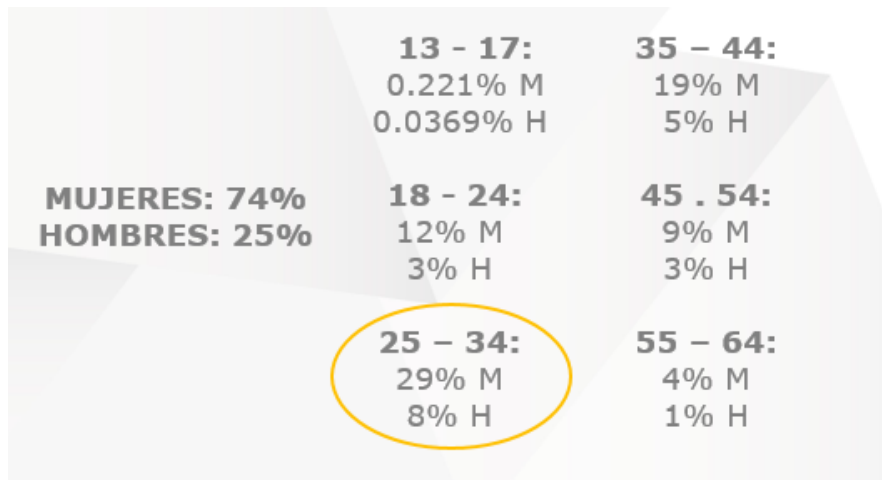 MUJERES: 74%
HOMBRES: 25%
13 - 17:
0.221% M
0.0369% H
18 - 24:
12% M
3% H
25 – 34:
29% M
8% H
35 – 44:
19% M
5% H
45 . 54:
9% M
3% H
55 – 64:
4% M
1% H